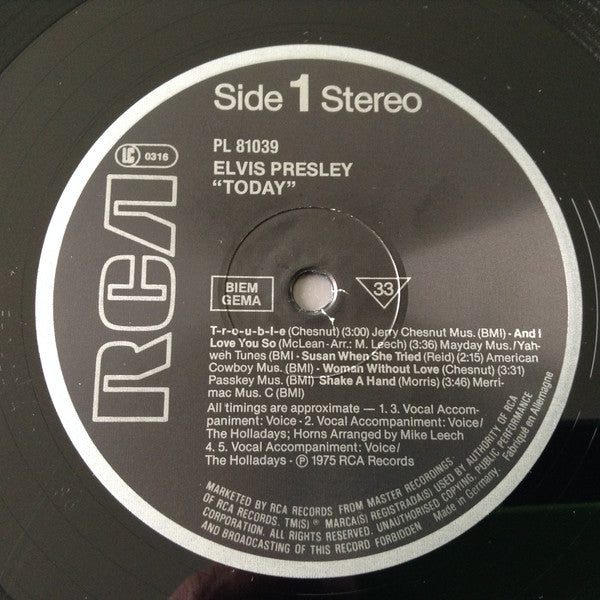 Side 1 Stereo
PL 81039
LC 0316
ELVIS PRESLEY
"TODAY"
RCA
BIEM
GEMA
33
T-r-o-u-b-l-e (Chesnut) (3:00) Jerry Chesnut Mus. (BMI) - And I
Love You So (McLean-Arr.: M. Leech) (3:36) Mayday Mus./Yah-
weh Tunes (BMI - Susan When She Tried (Reid) (2:15) American
Cowboy Mus. (BMI) - Woman Without Love (Chesnut) (3:31)
Passkey Mus. (BMI) Shake A Hand (Morris) (3:46) Merri-
mac Mus. C (BMI)
All timings are approximate — 1. 3. Vocal Accom-
paniment: Voice - 2. Vocal Accompaniment: Voice/
The Holladays; Horns Arranged by Mike Leech
4. 5. Vocal Accompaniment: Voice/
The Holladays - ℗ 1975 RCA Records
MARKETED BY RCA RECORDS FROM MASTER RECORDINGS
OF RCA RECORDS. TM(S) ® MARCA(S) REGISTRADA(S) USED BY AUTHORITY OF RCA
CORPORATION. ALL RIGHTS RESERVED. UNAUTHORISED COPYING, PUBLIC PERFORMANCE
AND BROADCASTING OF THIS RECORD FORBIDDEN
Made in Germany. Fabriqué en Allemagne